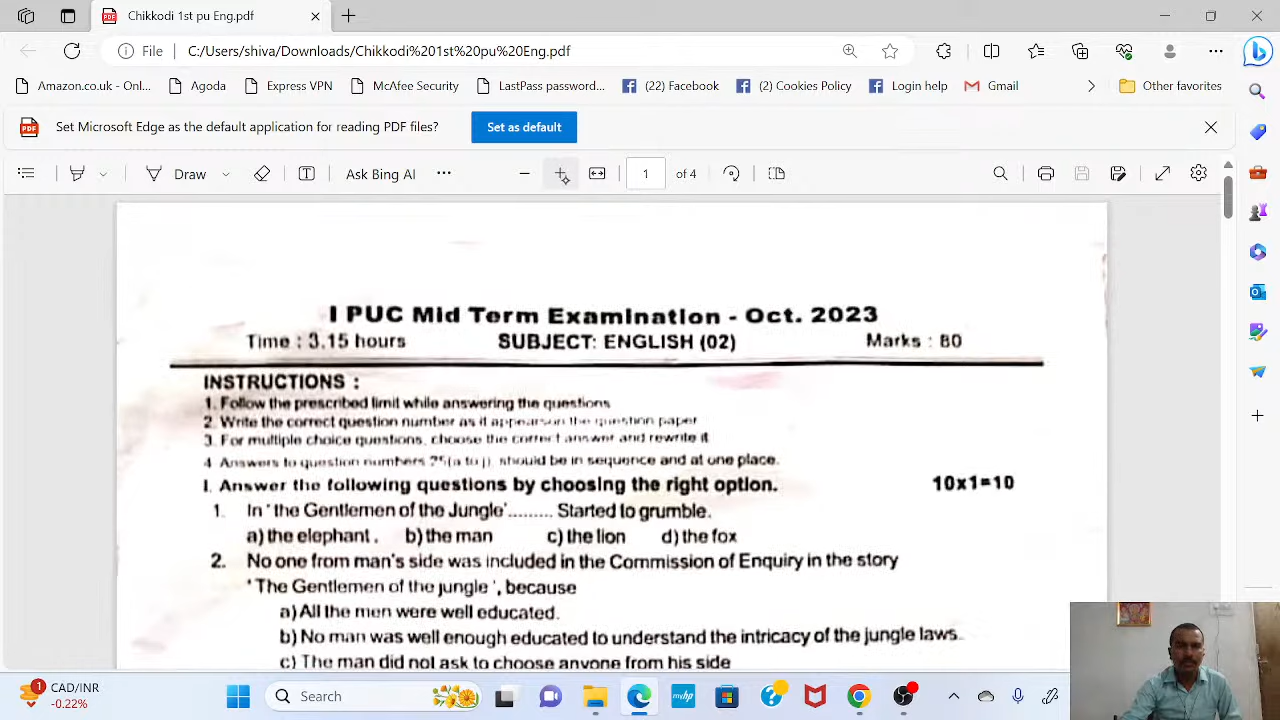 Chikkodi 1st pu Eng.pdf
File
C:/Users/shiva/Downloads/Chikkodi%201st%20pu%20Eng.pdf
Amazon.co.uk - Onl...
Agoda
Express VPN
McAfee Security
LastPass password...
(22) Facebook
(2) Cookies Policy
Login help
Gmail
Other favorites
Set Microsoft Edge as the default application for reading PDF files?
Set as default
Draw
Ask Bing AI
1 of 4
I PUC Mid Term Examination - Oct. 2023
Time : 3.15 hours SUBJECT: ENGLISH (02) Marks : 80
INSTRUCTIONS :
1. Follow the prescribed limit while answering the questions
2. Write the correct question number as it appears on the question paper
3. For multiple choice questions, choose the correct answer and rewrite it
4 Answers to question numbers 25(a to j), should be in sequence and at one place.
I. Answer the following questions by choosing the right option. 10x1=10
1. In ' the Gentlemen of the Jungle'......... Started to grumble.
a) the elephant . b) the man c) the lion d) the fox
2. No one from man's side was included in the Commission of Enquiry in the story
' The Gentlemen of the jungle ', because
a) All the men were well educated.
b) No man was well enough educated to understand the intricacy of the jungle laws.
c) The man did not ask to choose anyone from his side
1
CAD/INR
-0.22%
Search